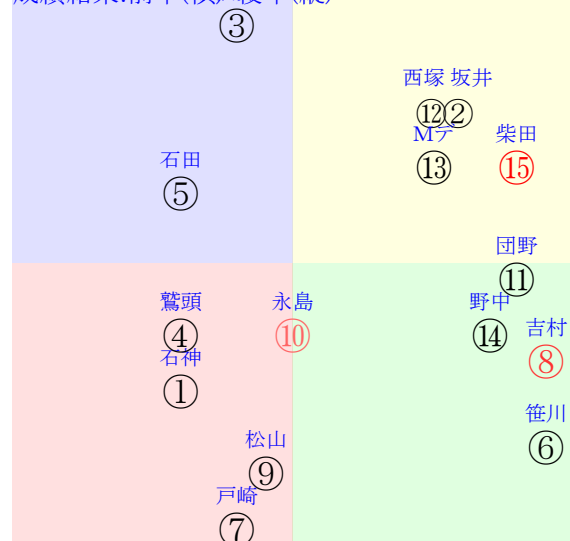 ③
西塚 坂井
⑫②
Mデ 柴田
⑬ ⑮
石田
⑤
団野
⑪
鷲頭 永島 野中
④ ⑩ ⑭
吉村
⑧
石神
①
笹川
⑥
松山
⑨
戸崎
⑦